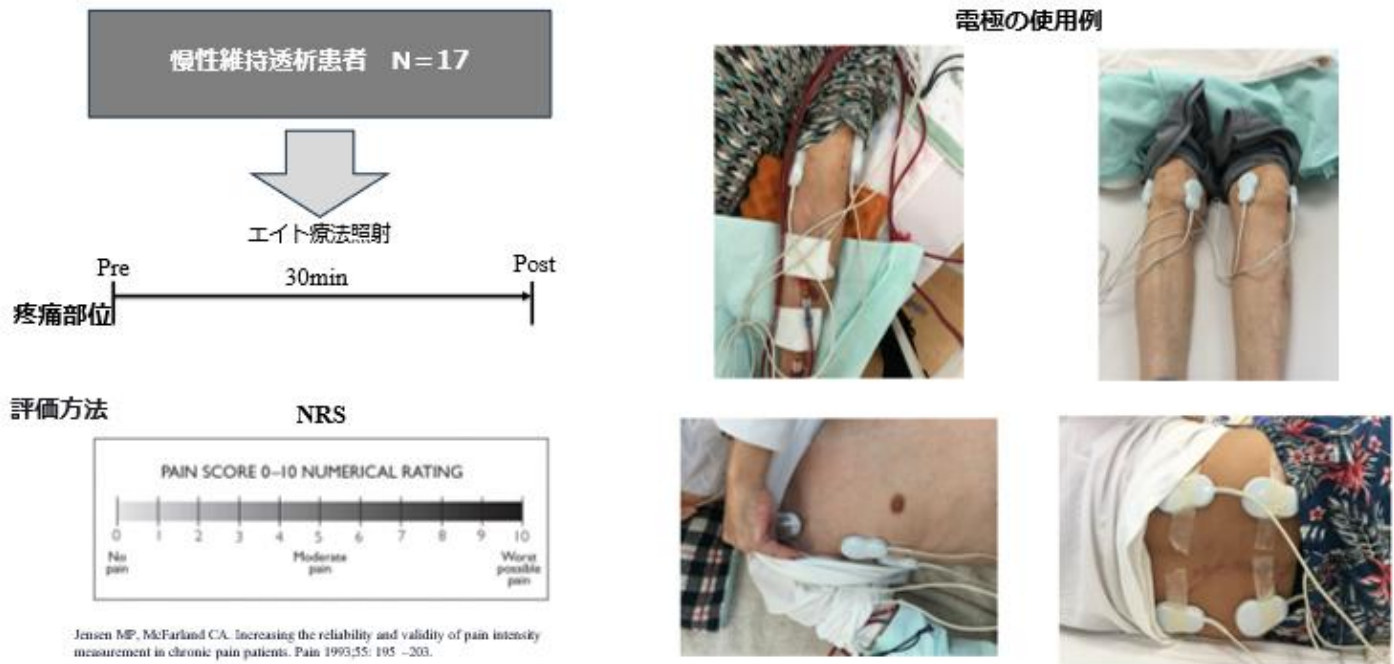 慢性維持透析患者 N=17
エイト療法照射
Pre
30min
Post
疼痛部位
評価方法
NRS
PAIN SCORE 0–10 NUMERICAL RATING
0 1 2 3 4 5 6 7 8 9 10
No pain
Moderate pain
Worst possible pain
Jensen MP, McFarland CA. Increasing the reliability and validity of pain intensity
measurement in chronic pain patients. Pain 1993;55: 195 –203.
電極の使用例